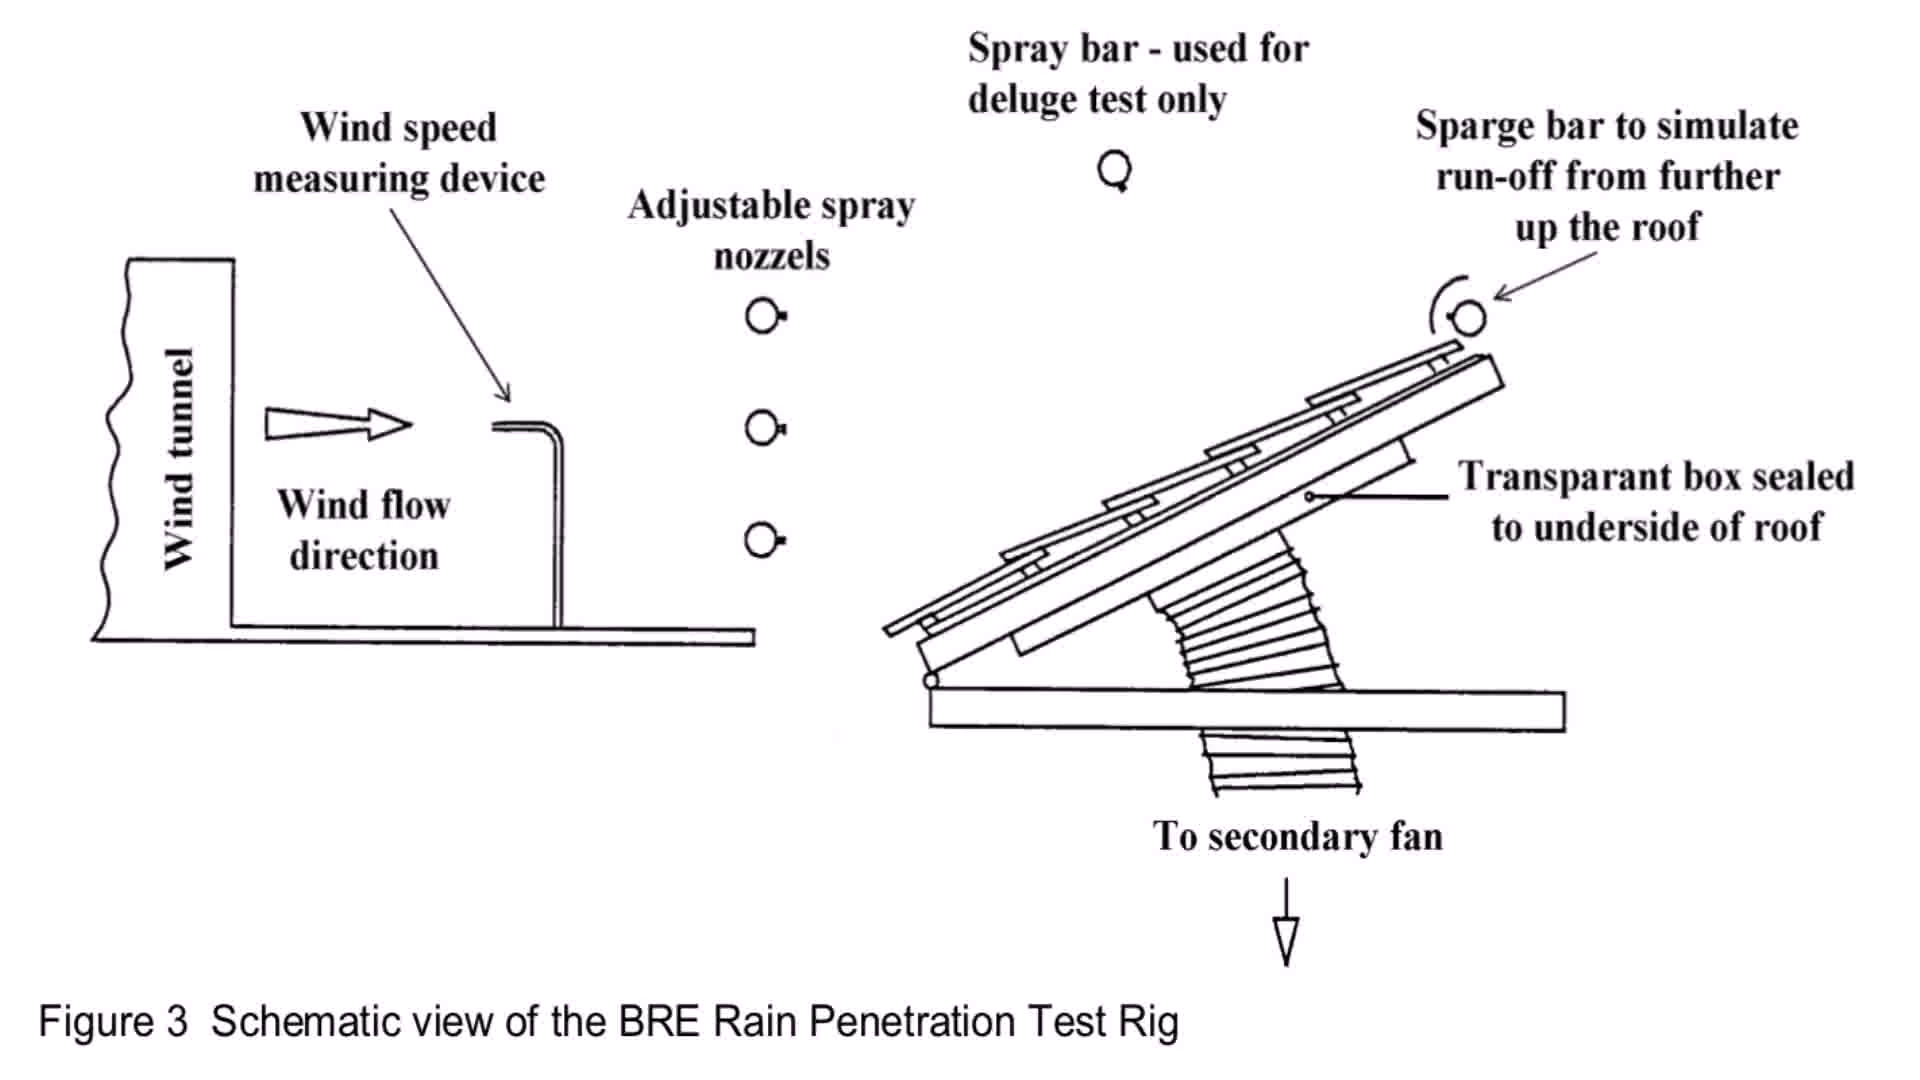 Spray bar - used for
deluge test only
Wind speed
measuring device
Sparge bar to simulate
run-off from further
up the roof
Adjustable spray
nozzels
Wind tunnel
Wind flow
direction
Transparant box sealed
to underside of roof
To secondary fan
Figure 3 Schematic view of the BRE Rain Penetration Test Rig